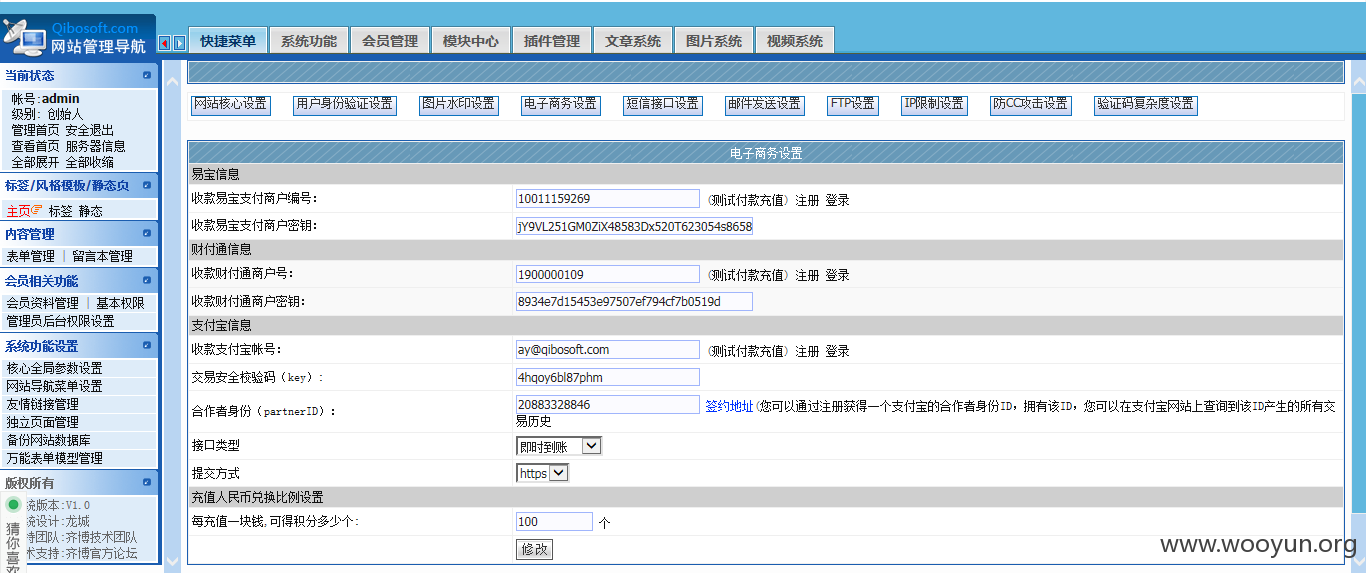 Qibosoft.com
网站管理导航
快捷菜单 系统功能 会员管理 模块中心 插件管理 文章系统 图片系统 视频系统
当前状态
帐号:admin
级别: 创始人
管理首页 安全退出
查看首页 服务器信息
全部展开 全部收缩
标签/风格模板/静态页
主页 标签 静态
内容管理
表单管理 | 留言本管理
会员相关功能
会员资料管理 | 基本权限
管理员后台权限设置
系统功能设置
核心全局参数设置
网站导航菜单设置
友情链接管理
独立页面管理
备份网站数据库
万能表单模型管理
版权所有
统版本:V1.0
统设计:龙城
持团队:齐博技术团队
术支持:齐博官方论坛
猜你喜欢
网站核心设置 用户身份验证设置 图片水印设置 电子商务设置 短信接口设置 邮件发送设置 FTP设置 IP限制设置 防CC攻击设置 验证码复杂度设置
电子商务设置
易宝信息
收款易宝支付商户编号: 10011159269 (测试付款充值) 注册 登录
收款易宝支付商户密钥: jY9VL251GM0ZiX48583Dx520T623054s8658
财付通信息
收款财付通商户号: 1900000109 (测试付款充值) 注册 登录
收款财付通商户密钥: 8934e7d15453e97507ef794cf7b0519d
支付宝信息
收款支付宝帐号: ay@qibosoft.com (测试付款充值) 注册 登录
交易安全校验码 (key) : 4hqoy6bl87phm
合作者身份 (partnerID) : 20883328846 签约地址(您可以通过注册获得一个支付宝的合作者身份ID, 拥有该ID, 您可以在支付宝网站上查询到该ID产生的所有交
易历史
接口类型 即时到账
提交方式 https
充值人民币兑换比例设置
每充值一块钱,可得积分多少个: 100 个
修改
www.wooyun.org